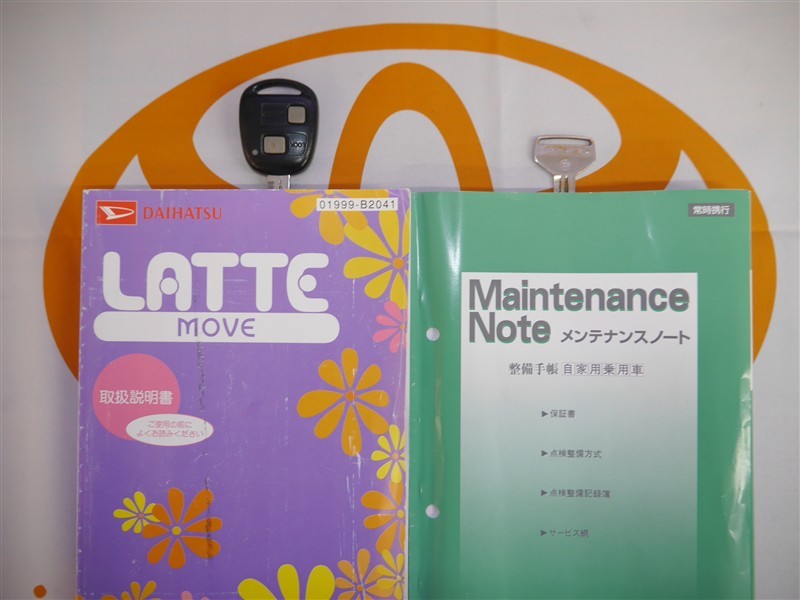 DAIHATSU
01999-B2041
LATTE
MOVE
取扱説明書
ご使用の前に
よくお読みください
常時携行
Maintenance
Note メンテナンスノート
整備手帳 自家用乗用車
▶保証書
▶点検整備方式
▶点検整備記録簿
▶サービス網